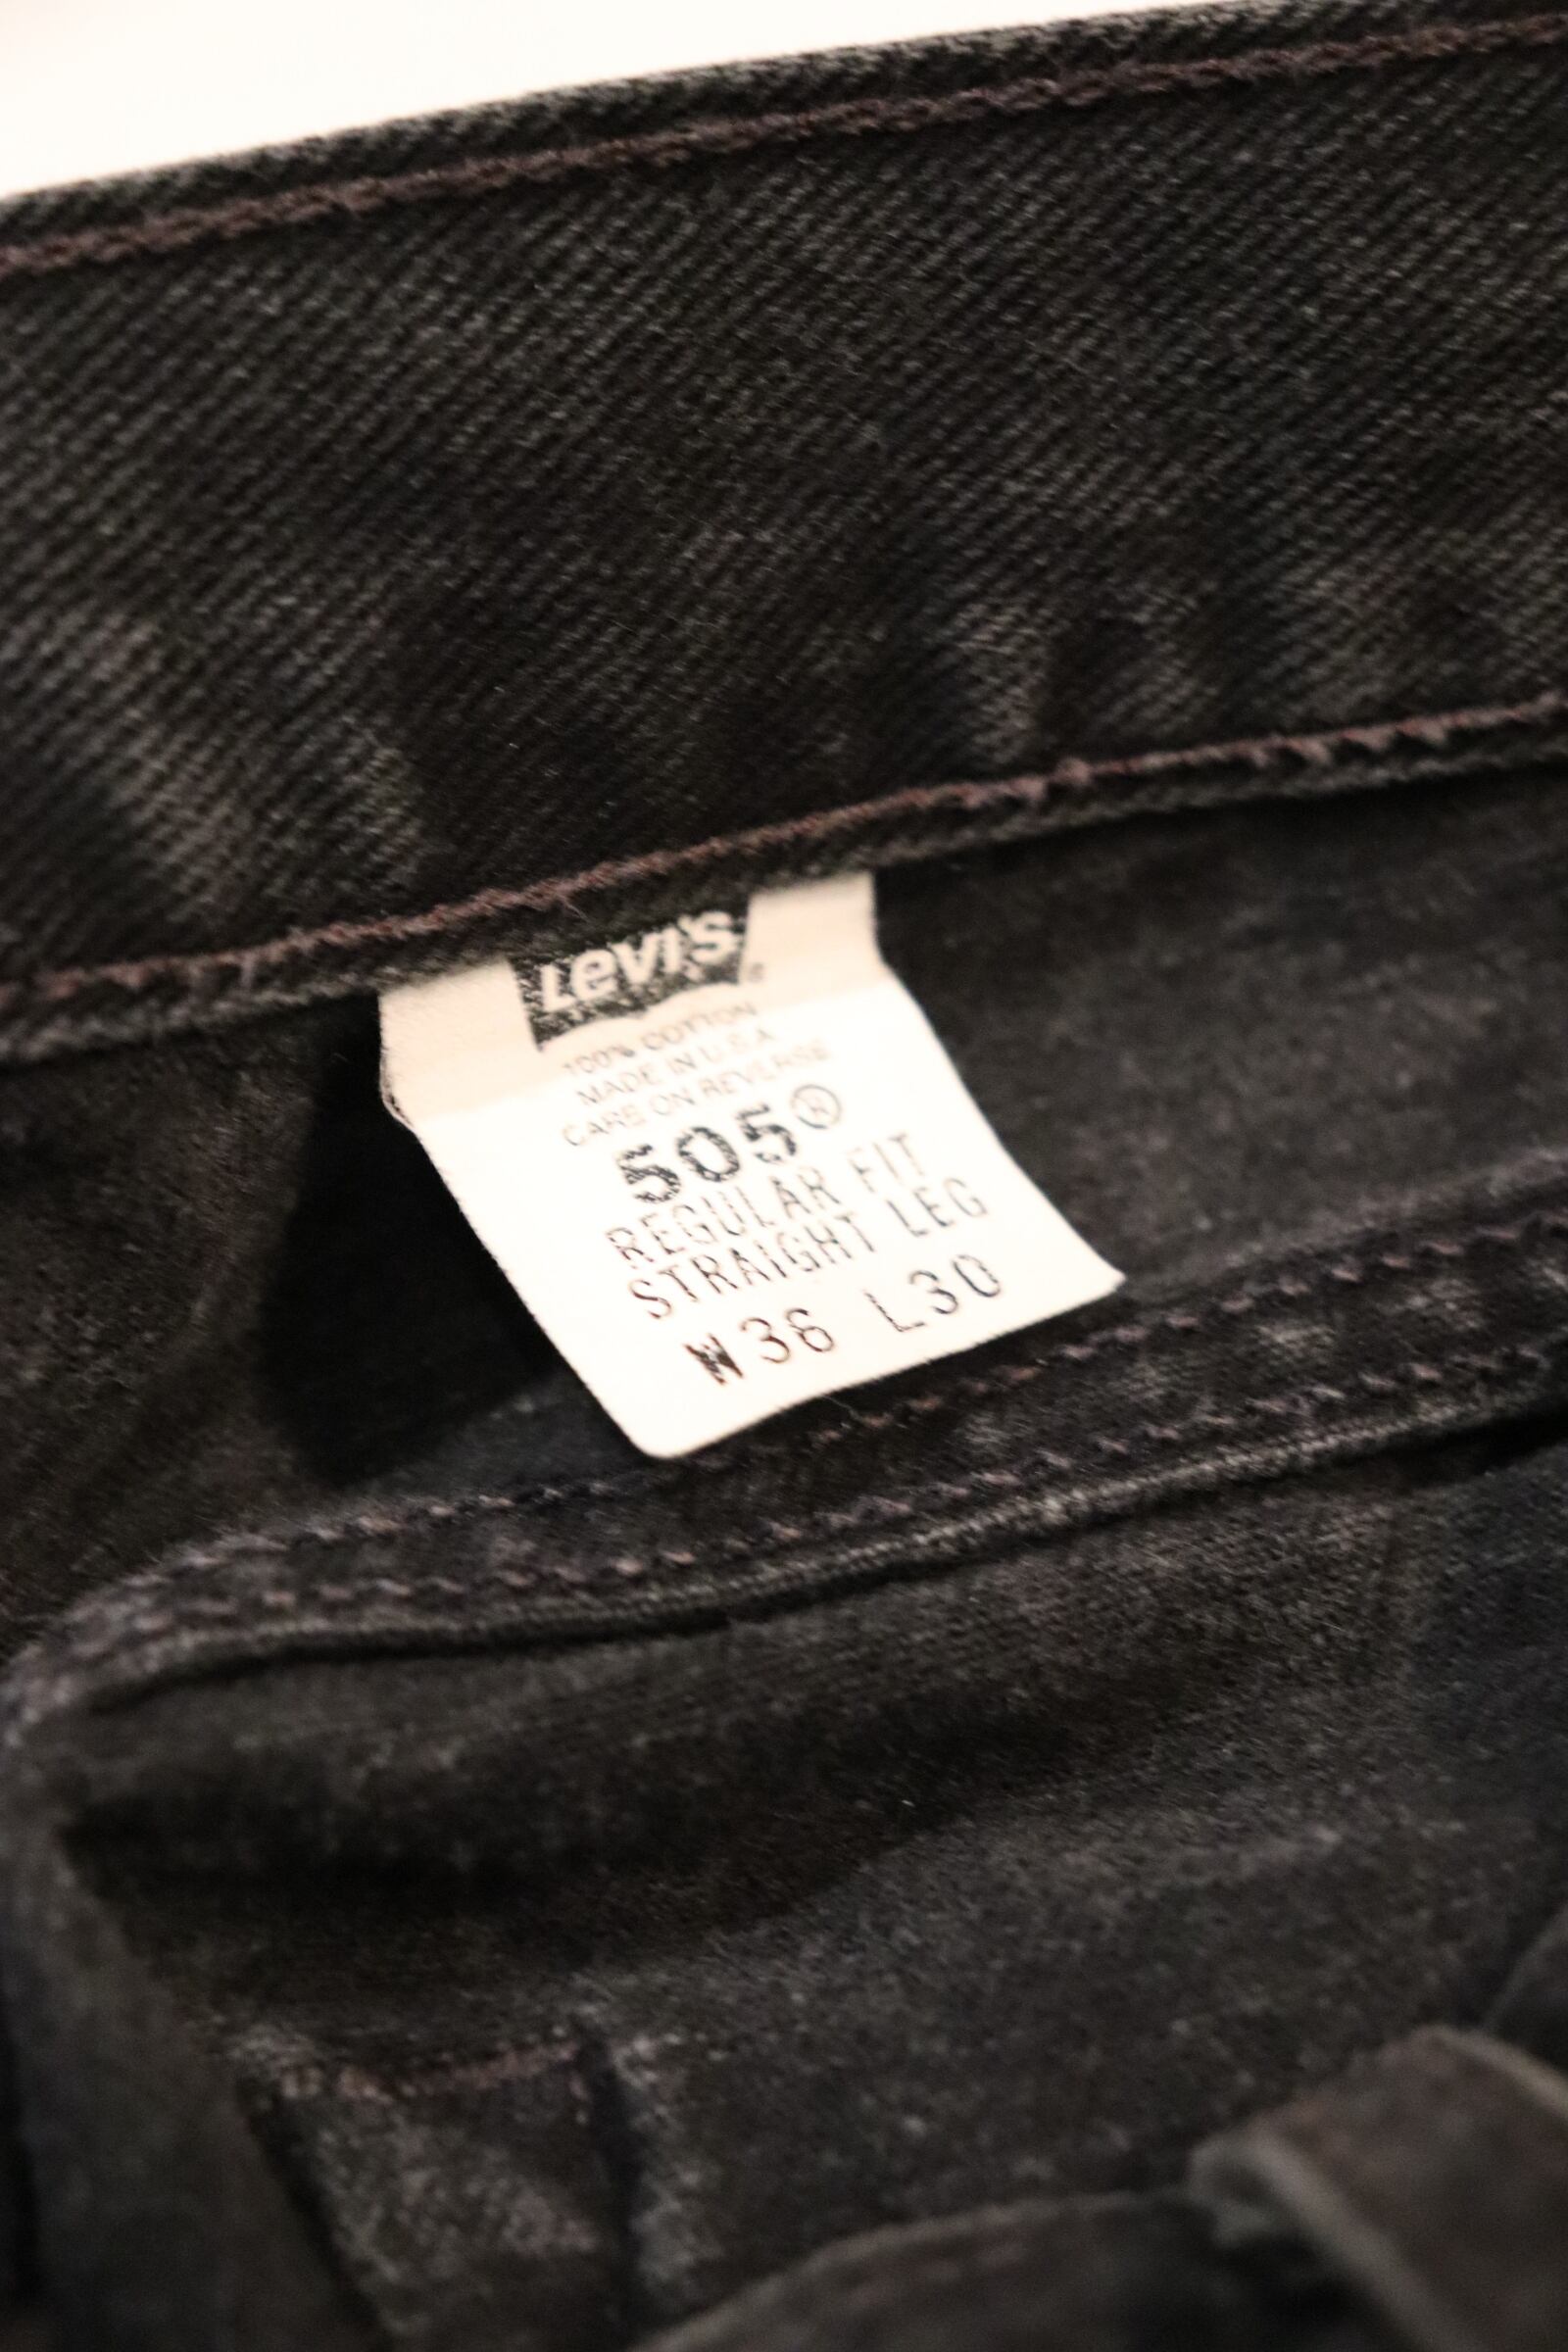 Levi's
100% COTTON
MADE IN U.S.A
CARE ON REVERSE
505®
REGULAR FIT
STRAIGHT LEG
W36 L30